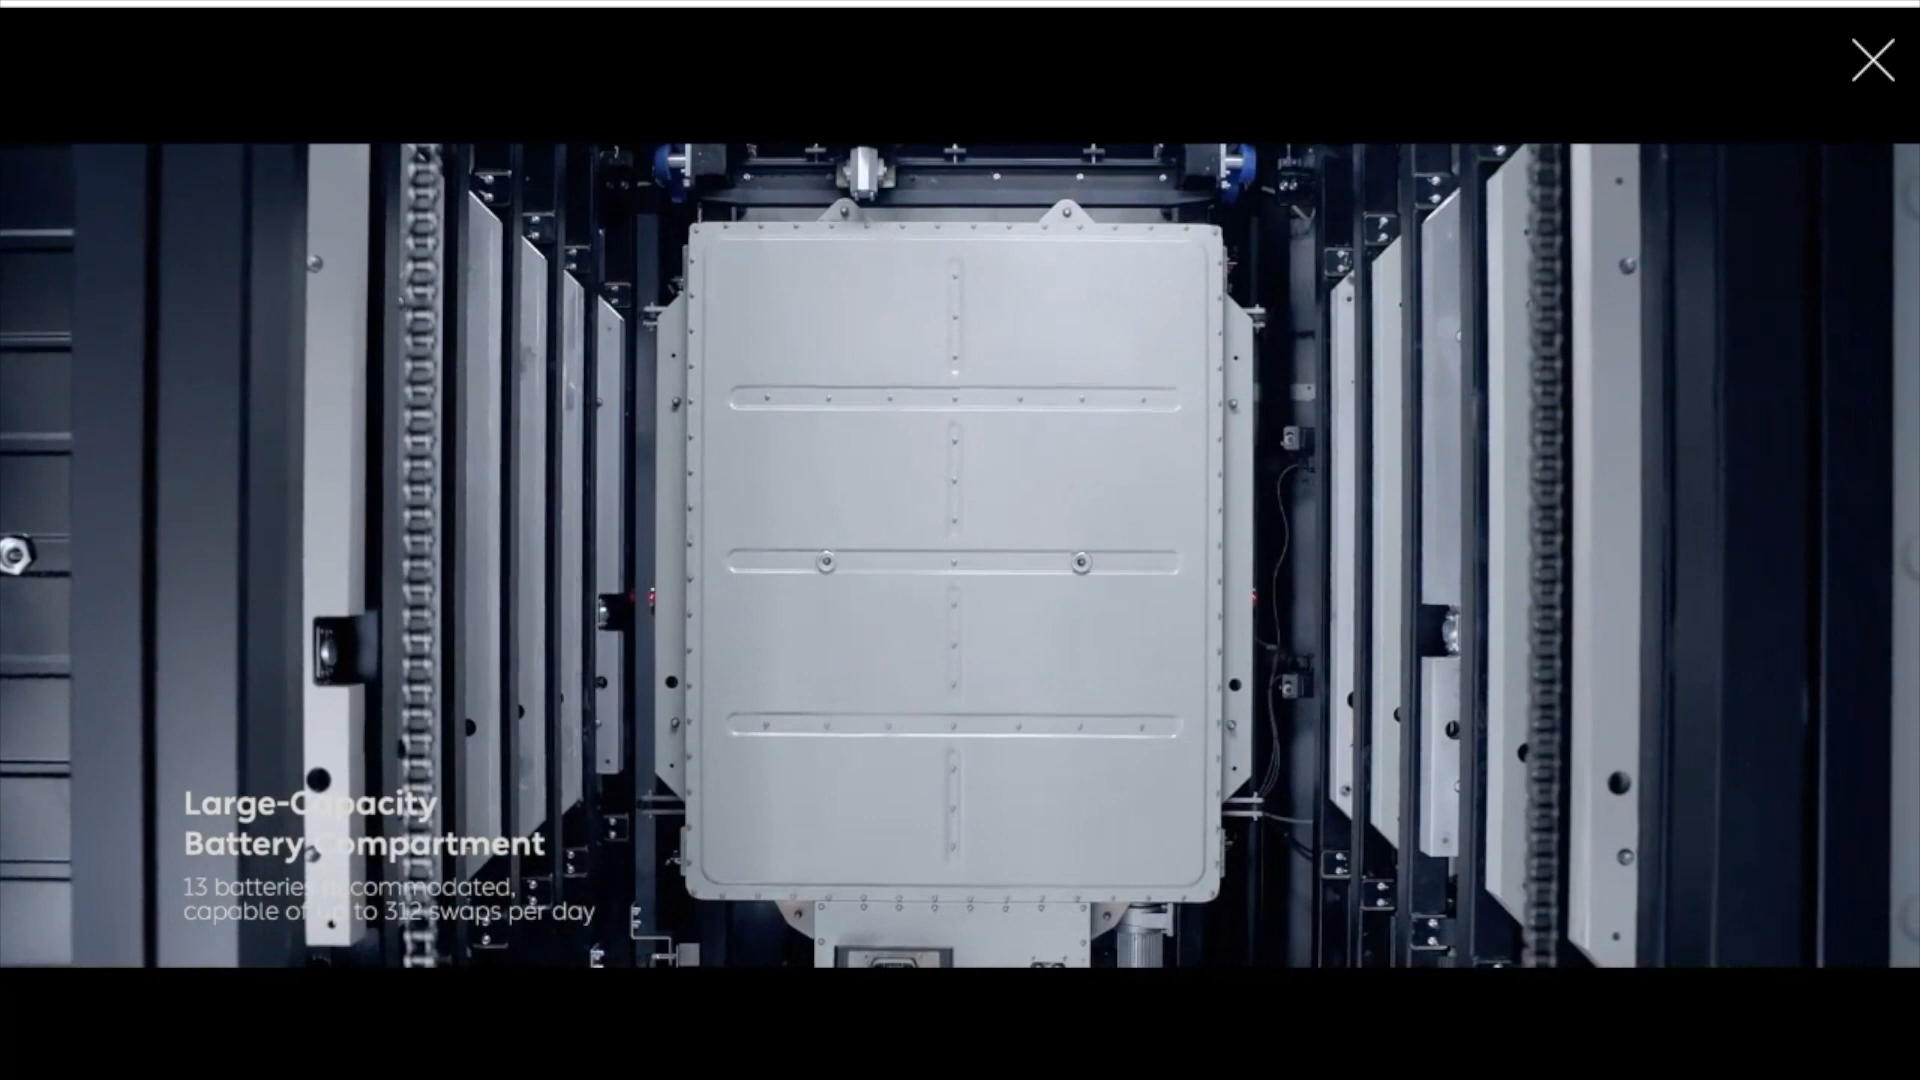 Large-Capacity
Battery Compartment
13 batteries accommodated,
capable of up to 312 swaps per day